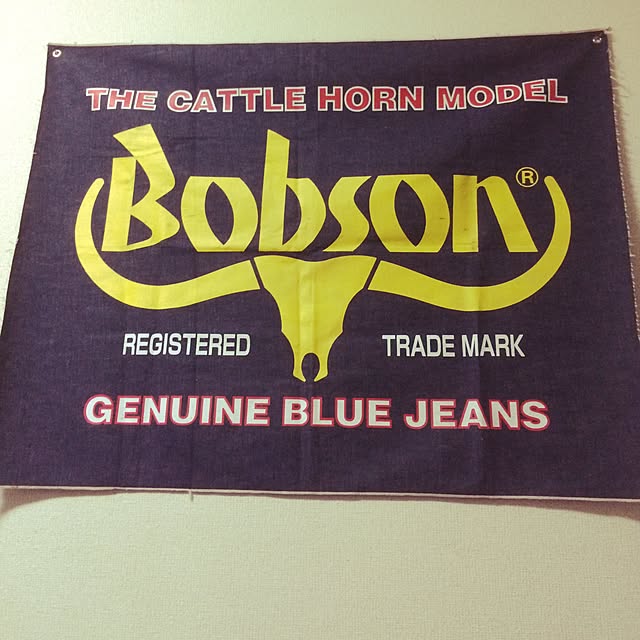 THE CATTLE HORN MODEL
Bobson®
REGISTERED TRADE MARK
GENUINE BLUE JEANS